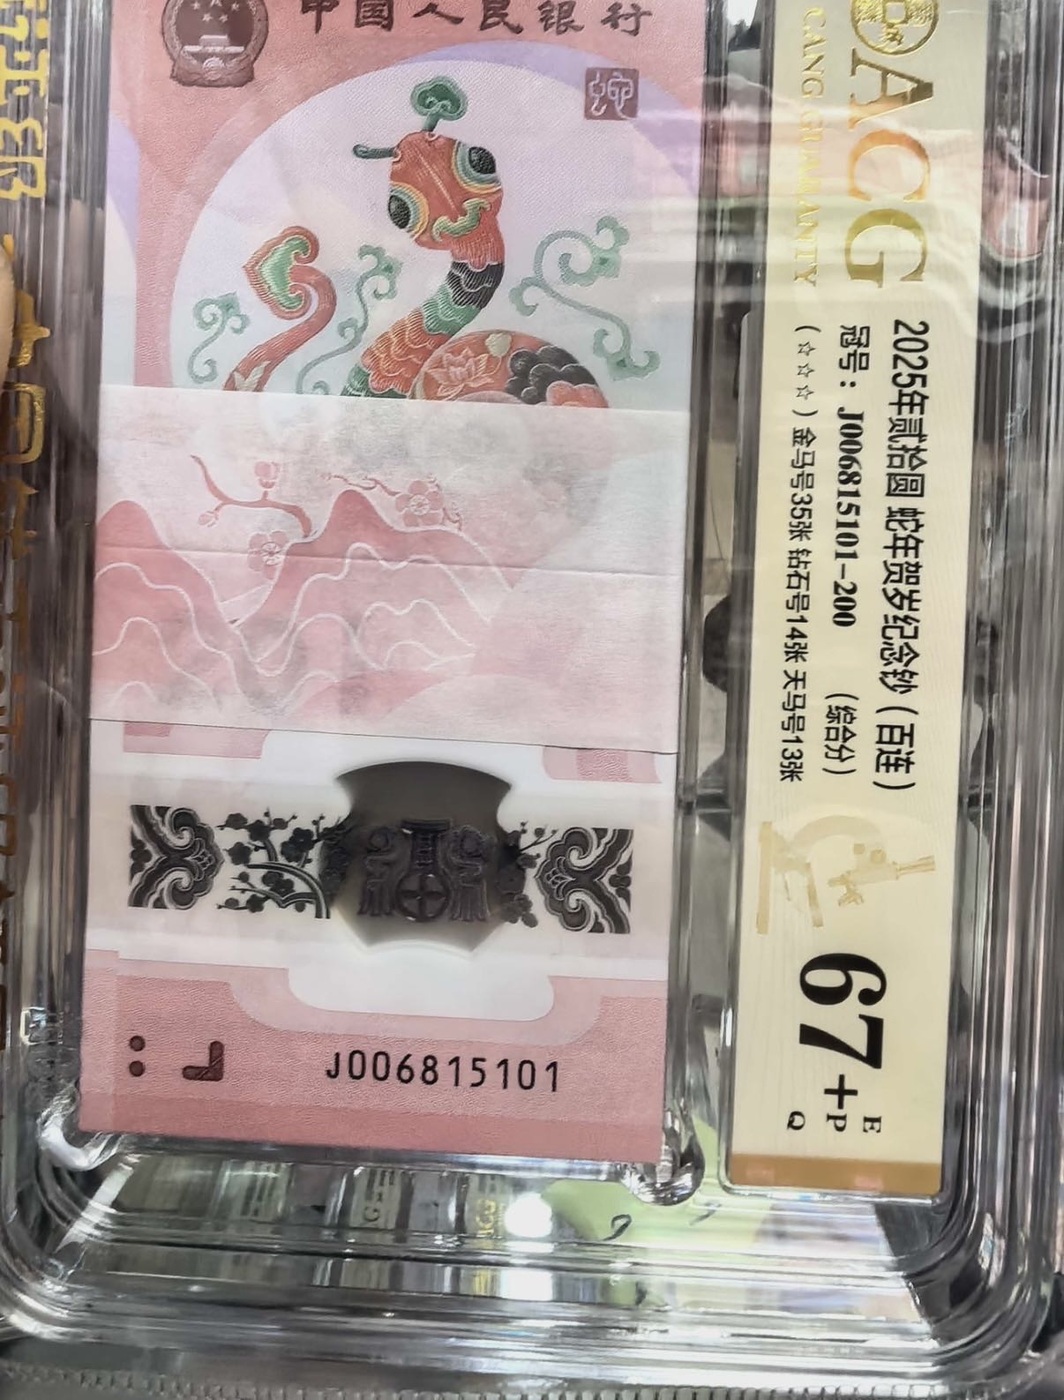 中国人民银行
蛇
J006815101
ACG
CANG GUARANTY
2025年贰拾圆 蛇年贺岁纪念钞（百连）
冠号：J006815101-200 （综合分）
（☆☆☆）金马号35张 钻石号14张 天马号13张
67+
E
P
Q